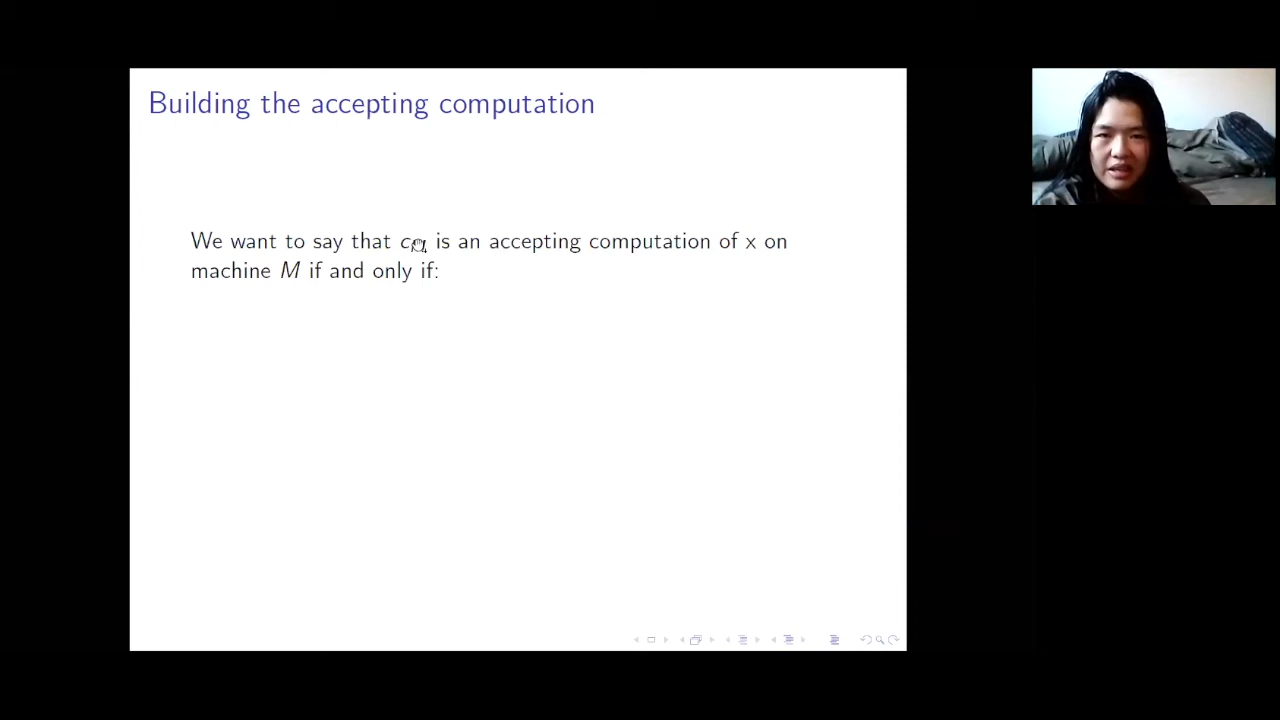 Building the accepting computation
We want to say that is an accepting computation of x on
machine M if and only if: